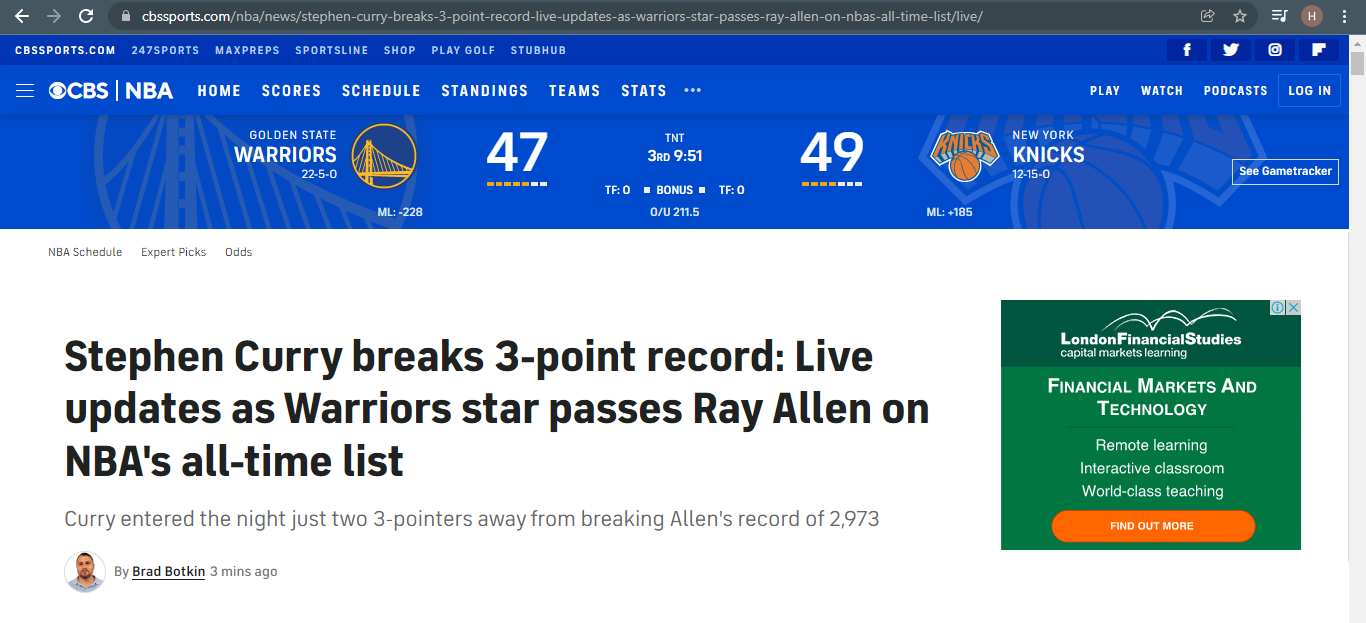 cbssports.com/nba/news/stephen-curry-breaks-3-point-record-live-updates-as-warriors-star-passes-ray-allen-on-nbas-all-time-list/live/
H
CBSSPORTS.COM 247SPORTS MAXPREPS SPORTSLINE SHOP PLAY GOLF STUBHUB
CBS | NBA HOME SCORES SCHEDULE STANDINGS TEAMS STATS ••• PLAY WATCH PODCASTS LOG IN
GOLDEN STATE
WARRIORS
22-5-0
47
ML: -228
TNT
3RD 9:51
TF: 0 BONUS TF: 0
O/U 211.5
49
KNICKS
NEW YORK
KNICKS
12-15-0
ML: +185
See Gametracker
NBA Schedule Expert Picks Odds
Stephen Curry breaks 3-point record: Live
updates as Warriors star passes Ray Allen on
NBA's all-time list
Curry entered the night just two 3-pointers away from breaking Allen's record of 2,973
By Brad Botkin 3 mins ago
LondonFinancialStudies
capital markets learning
FINANCIAL MARKETS AND
TECHNOLOGY
Remote learning
Interactive classroom
World-class teaching
FIND OUT MORE